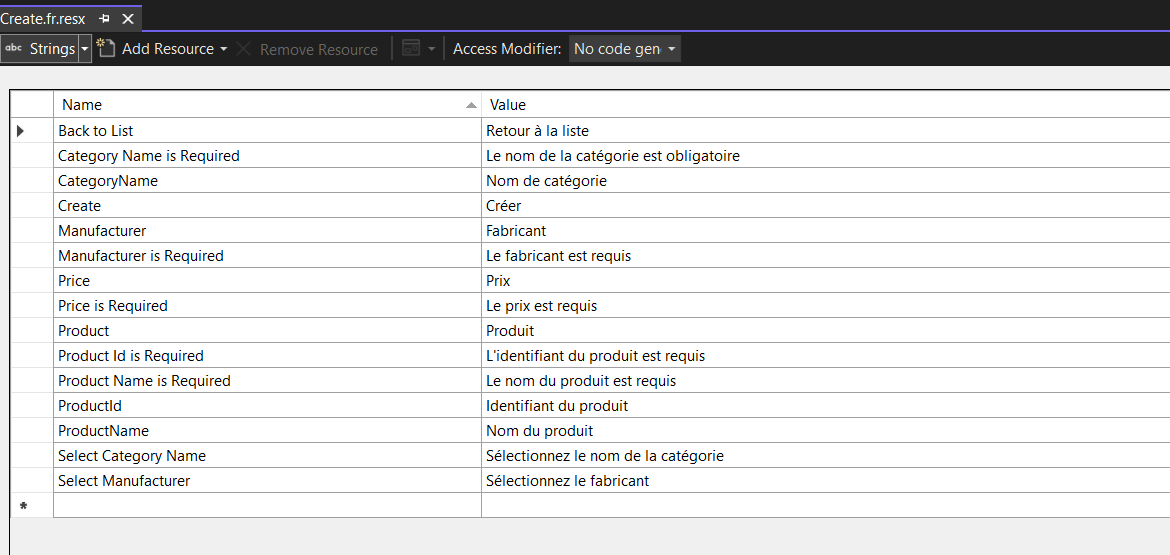 Create.fr.resx
abc Strings Add Resource Remove Resource Access Modifier: No code gen
Name Value
Back to List Retour à la liste
Category Name is Required Le nom de la catégorie est obligatoire
CategoryName Nom de catégorie
Create Créer
Manufacturer Fabricant
Manufacturer is Required Le fabricant est requis
Price Prix
Price is Required Le prix est requis
Product Produit
Product Id is Required L'identifiant du produit est requis
Product Name is Required Le nom du produit est requis
ProductId Identifiant du produit
ProductName Nom du produit
Select Category Name Sélectionnez le nom de la catégorie
Select Manufacturer Sélectionnez le fabricant
*